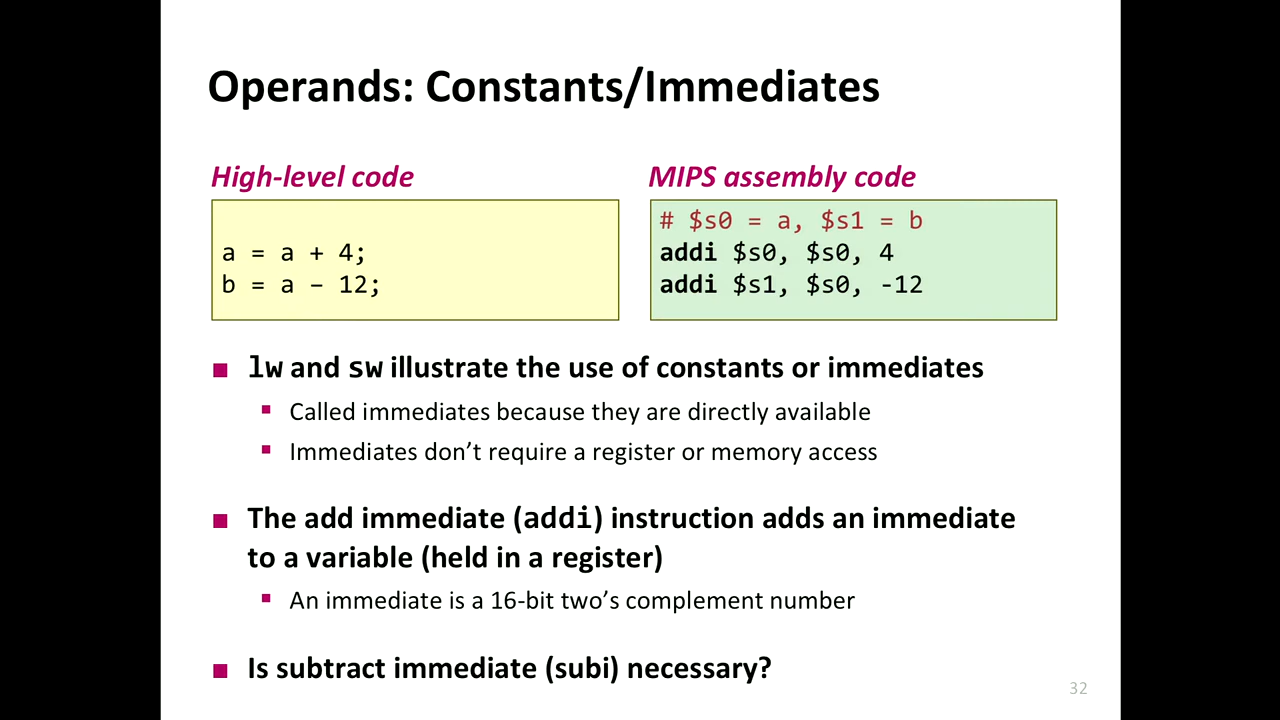 Operands: Constants/Immediates
High-level code
a = a + 4;
b = a – 12;
MIPS assembly code
# $s0 = a, $s1 = b
addi $s0, $s0, 4
addi $s1, $s0, -12
■ lw and sw illustrate the use of constants or immediates
▪ Called immediates because they are directly available
▪ Immediates don’t require a register or memory access
■ The add immediate (addi) instruction adds an immediate
to a variable (held in a register)
▪ An immediate is a 16-bit two’s complement number
■ Is subtract immediate (subi) necessary?
32